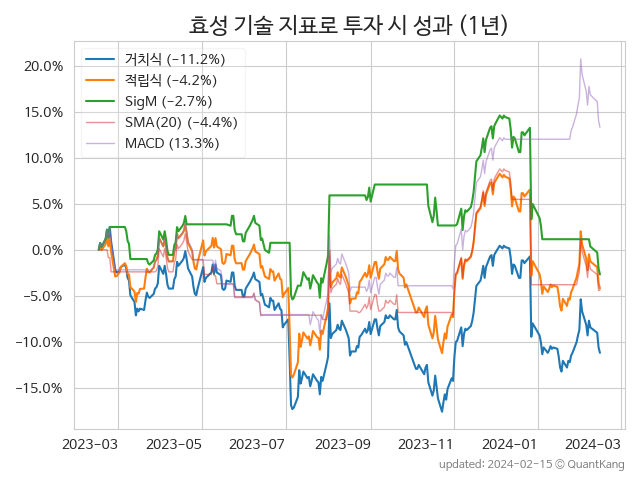 효성 기술 지표로 투자 시 성과 (1년)
거치식 (−11.2%)
적립식 (−4.2%)
SigM (−2.7%)
SMA(20) (−4.4%)
MACD (13.3%)
20.0%
15.0%
10.0%
5.0%
0.0%
−5.0%
−10.0%
−15.0%
2023-03 2023-05 2023-07 2023-09 2023-11 2024-01 2024-03
updated: 2024-02-15 © QuantKang